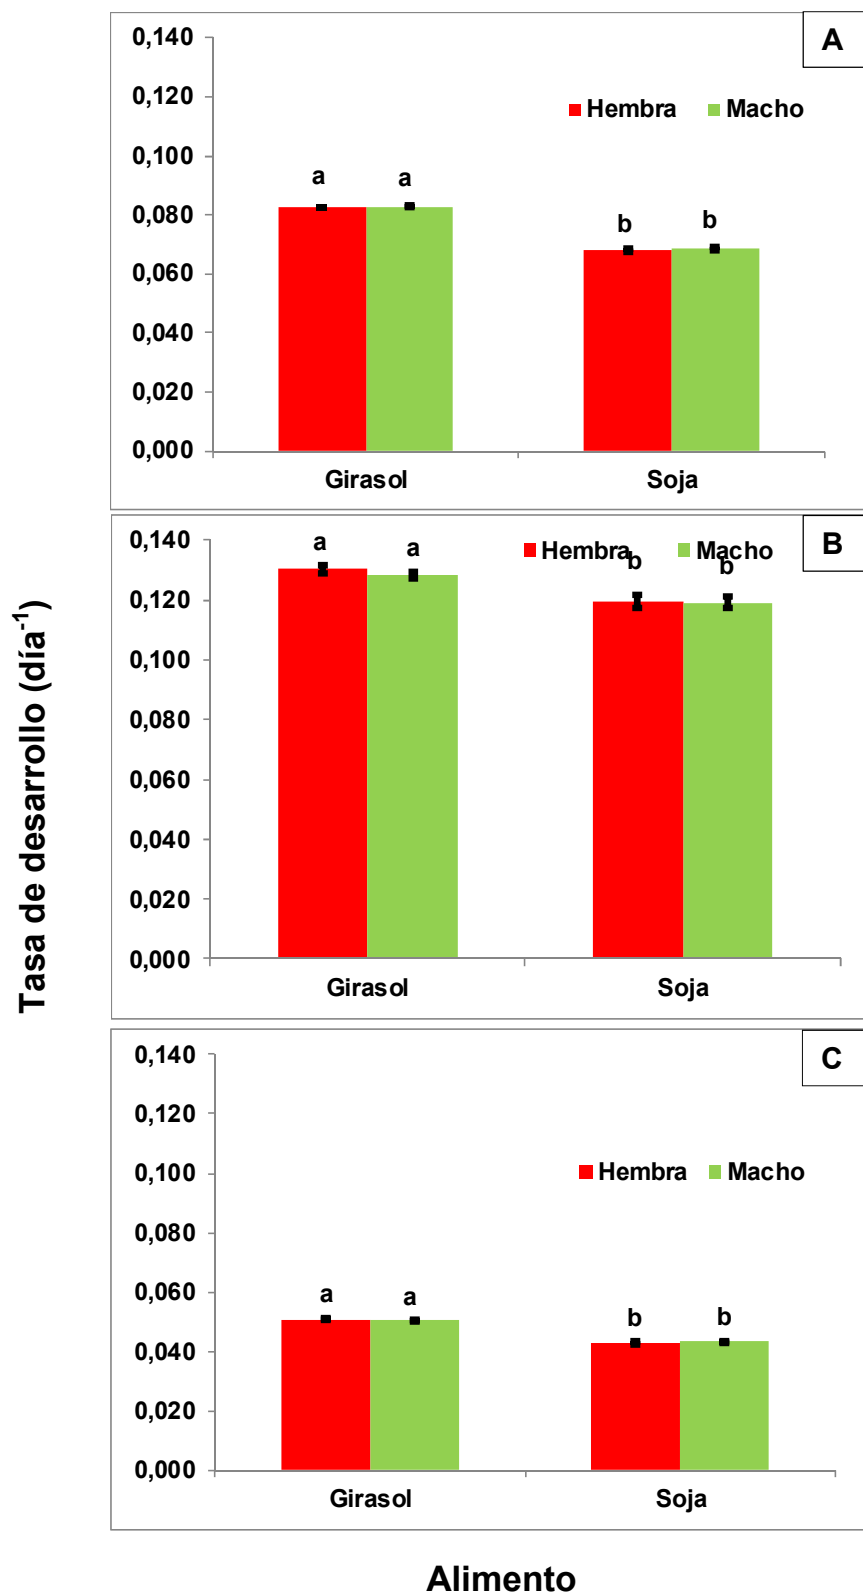 A
0,140
0,120
0,100
0,080
0,060
0,040
0,020
0,000
Hembra Macho
a a b b
Girasol Soja
B
0,140
0,120
0,100
0,080
0,060
0,040
0,020
0,000
Hembra Macho
a a b b
Girasol Soja
C
0,140
0,120
0,100
0,080
0,060
0,040
0,020
0,000
Hembra Macho
a a b b
Girasol Soja
Tasa de desarrollo (día-1)
Alimento